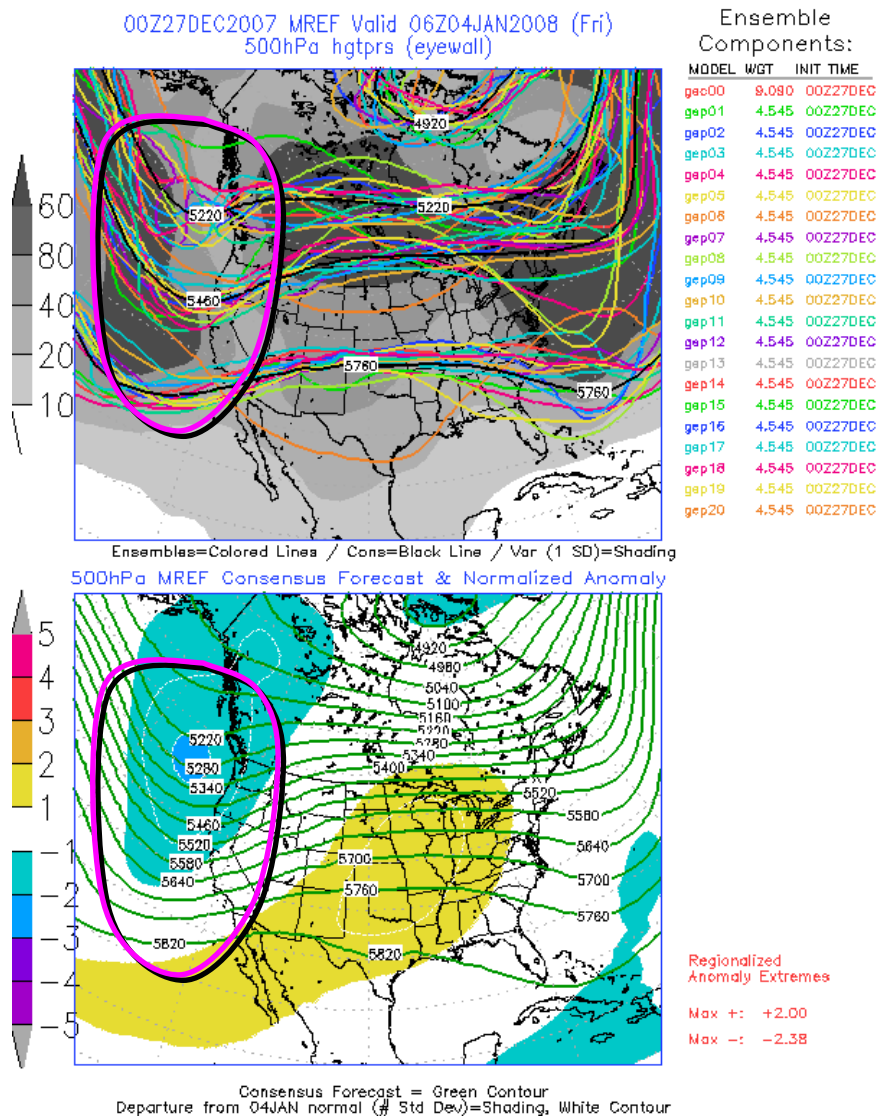 00Z27DEC2007 MREF Valid 06Z04JAN2008 (Fri)
500hPa hgtprs (eyewall)
Ensemble
Components:
MODEL WGT INIT TIME
gec00 9.090 00Z27DEC
gep01 4.545 00Z27DEC
gep02 4.545 00Z27DEC
gep03 4.545 00Z27DEC
gep04 4.545 00Z27DEC
gep05 4.545 00Z27DEC
gep06 4.545 00Z27DEC
gep07 4.545 00Z27DEC
gep08 4.545 00Z27DEC
gep09 4.545 00Z27DEC
gep10 4.545 00Z27DEC
gep11 4.545 00Z27DEC
gep12 4.545 00Z27DEC
gep13 4.545 00Z27DEC
gep14 4.545 00Z27DEC
gep15 4.545 00Z27DEC
gep16 4.545 00Z27DEC
gep17 4.545 00Z27DEC
gep18 4.545 00Z27DEC
gep19 4.545 00Z27DEC
gep20 4.545 00Z27DEC
60
80
40
20
10
4920
5220
5220
5460
5760
5760
Ensembles=Colored Lines / Cons=Black Line / Var (1 SD)=Shading
500hPa MREF Consensus Forecast & Normalized Anomaly
5
4
3
2
1
-1
-2
-3
-4
-5
4920
4980
5040
5100
5160
5220
5280
5340
5400
5220
5280
5340
5460
5520
5580
5640
5820
5700
5760
5820
5520
5580
5640
5700
5760
Regionalized
Anomaly Extremes
Max +: +2.00
Max -: -2.38
Consensus Forecast = Green Contour
Departure from 04JAN normal (# Std Dev)=Shading, White Contour